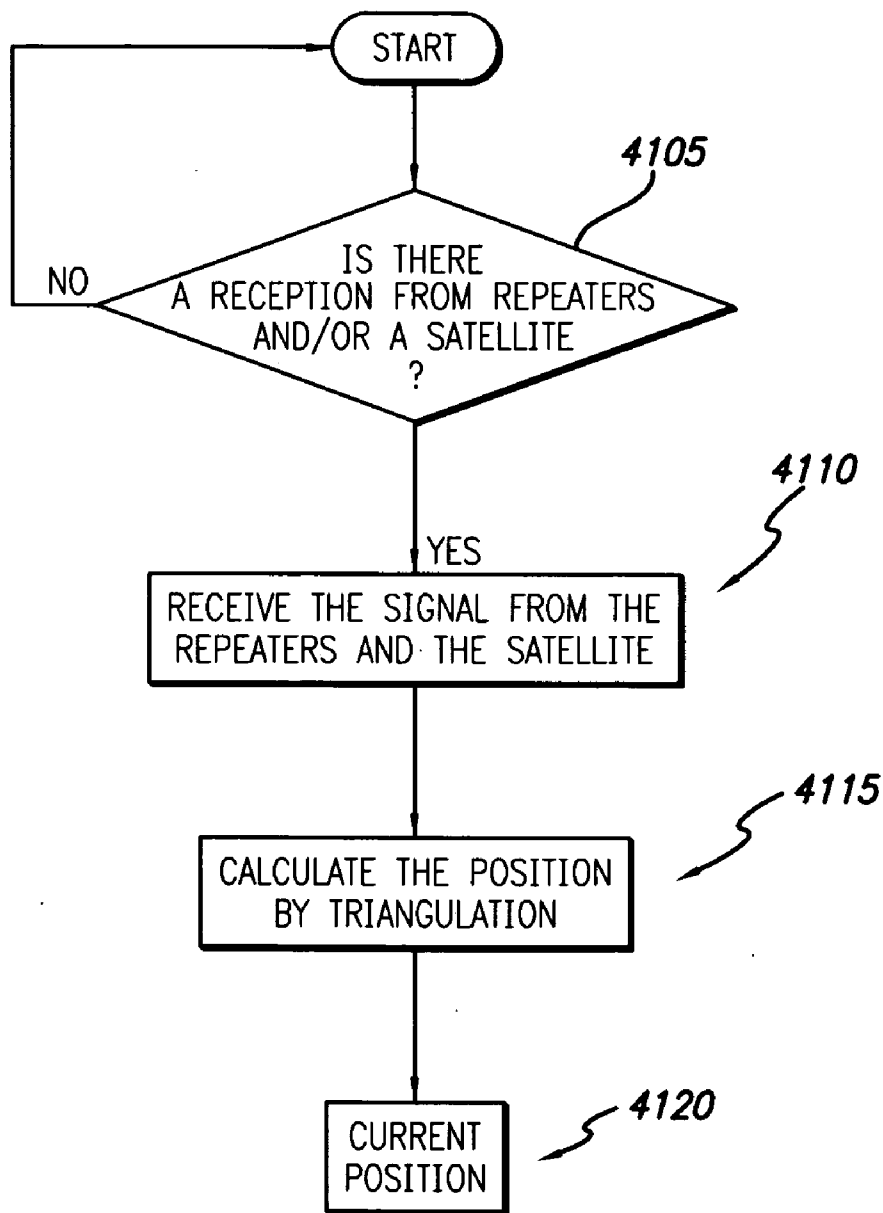 START
4105
IS THERE
A RECEPTION FROM REPEATERS
AND/OR A SATELLITE
?
NO
4110
YES
RECEIVE THE SIGNAL FROM THE
REPEATERS AND THE SATELLITE
4115
CALCULATE THE POSITION
BY TRIANGULATION
4120
CURRENT
POSITION